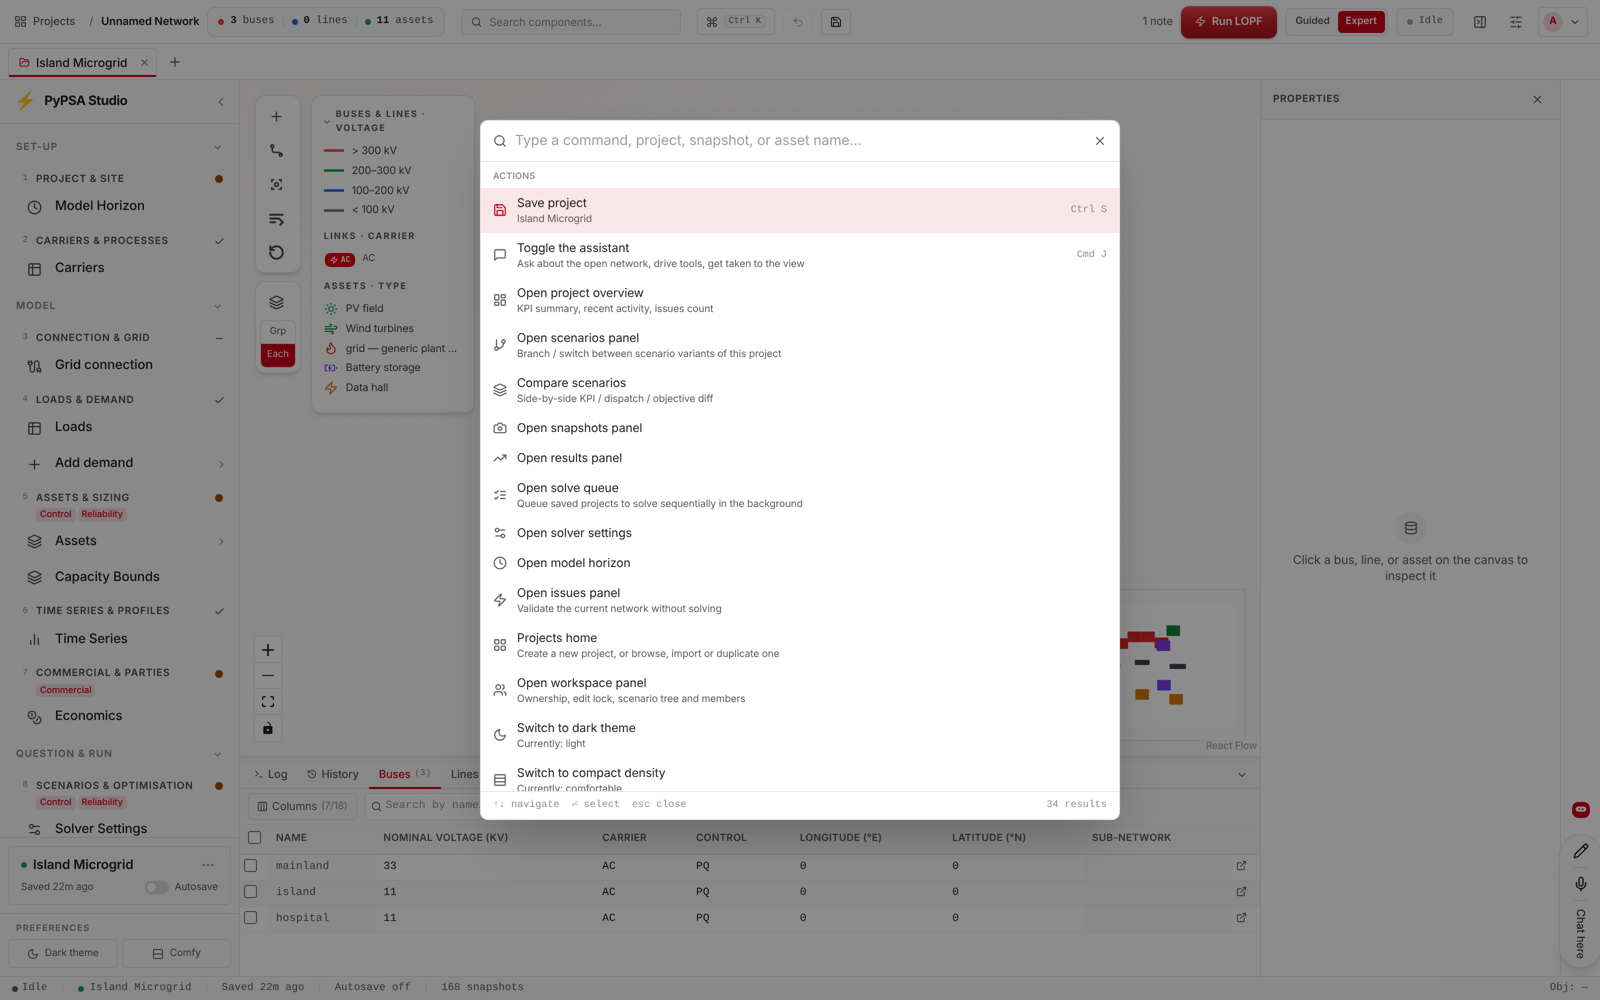 Projects / Unnamed Network
3 buses
0 lines
11 assets
Search components...
Ctrl K
1 note
Run LOPF
Guided
Expert
Idle
A
Island Microgrid
PyPSA Studio
SET-UP
1 PROJECT & SITE
Model Horizon
2 CARRIERS & PROCESSES
Carriers
MODEL
3 CONNECTION & GRID
Grid connection
4 LOADS & DEMAND
Loads
Add demand
5 ASSETS & SIZING
Control Reliability
Assets
Capacity Bounds
6 TIME SERIES & PROFILES
Time Series
7 COMMERCIAL & PARTIES
Commercial
Economics
QUESTION & RUN
8 SCENARIOS & OPTIMISATION
Control Reliability
Solver Settings
Island Microgrid
Saved 22m ago
Autosave
PREFERENCES
Dark theme
Comfy
Grp
Each
BUSES & LINES ·
VOLTAGE
> 300 kV
200–300 kV
100–200 kV
< 100 kV
LINKS · CARRIER
AC AC
ASSETS · TYPE
PV field
Wind turbines
grid — generic plant ...
Battery storage
Data hall
Type a command, project, snapshot, or asset name...
ACTIONS
Save project
Island Microgrid
Ctrl S
Toggle the assistant
Ask about the open network, drive tools, get taken to the view
Cmd J
Open project overview
KPI summary, recent activity, issues count
Open scenarios panel
Branch / switch between scenario variants of this project
Compare scenarios
Side-by-side KPI / dispatch / objective diff
Open snapshots panel
Open results panel
Open solve queue
Queue saved projects to solve sequentially in the background
Open solver settings
Open model horizon
Open issues panel
Validate the current network without solving
Projects home
Create a new project, or browse, import or duplicate one
Open workspace panel
Ownership, edit lock, scenario tree and members
Switch to dark theme
Currently: light
Switch to compact density
Currently: comfortable
↑↓ navigate ⏎ select esc close
34 results
PROPERTIES
Click a bus, line, or asset on the canvas to
inspect it
React Flow
Log
History
Buses (3)
Lines
Columns (7/18)
Search by name
NAME NOMINAL VOLTAGE (KV) CARRIER CONTROL LONGITUDE (°E) LATITUDE (°N) SUB-NETWORK
mainland 33 AC PQ 0 0
island 11 AC PQ 0 0
hospital 11 AC PQ 0 0
Chat here
Idle
Island Microgrid
Saved 22m ago
Autosave off
168 snapshots
Obj: —